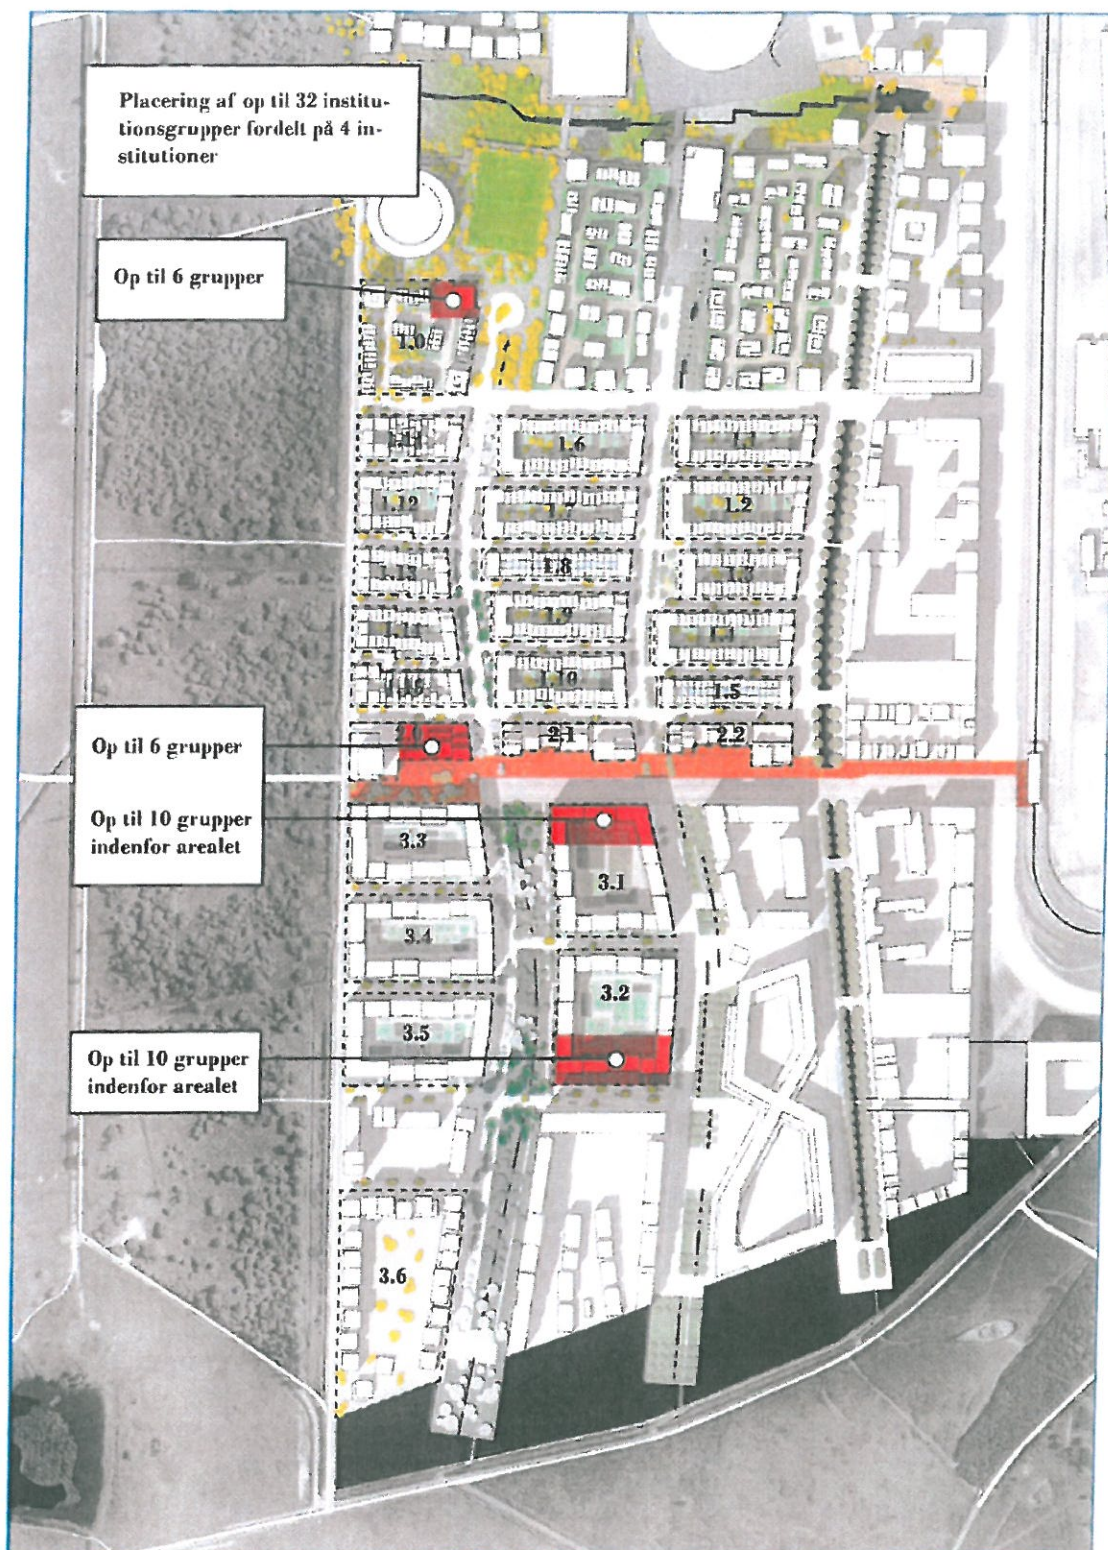 Placering af op til 32 institu-
tionsgrupper fordelt på 4 in-
stitutioner
Op til 6 grupper
1.6
1.12
1.2
1.8
1.10
1.5
Op til 6 grupper
2.1
2.2
Op til 10 grupper
indenfor arealet
3.3
3.1
3.4
3.2
3.5
Op til 10 grupper
indenfor arealet
3.6